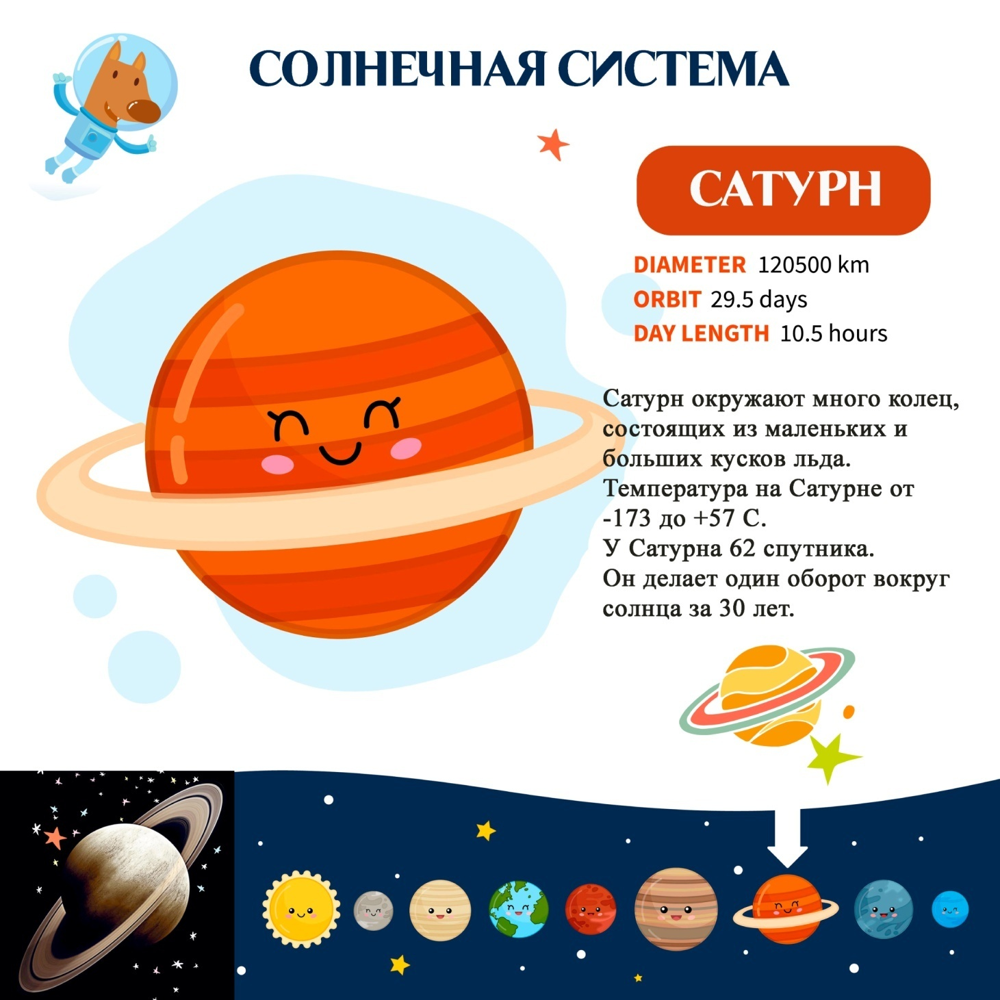 СОЛНЕЧНАЯ СИСТЕМА
САТУРН
DIAMETER 120500 km
ORBIT 29.5 days
DAY LENGTH 10.5 hours
Сатурн окружают много колец,
состоящих из маленьких и
больших кусков льда.
Температура на Сатурне от
-173 до +57 С.
У Сатурна 62 спутника.
Он делает один оборот вокруг
солнца за 30 лет.